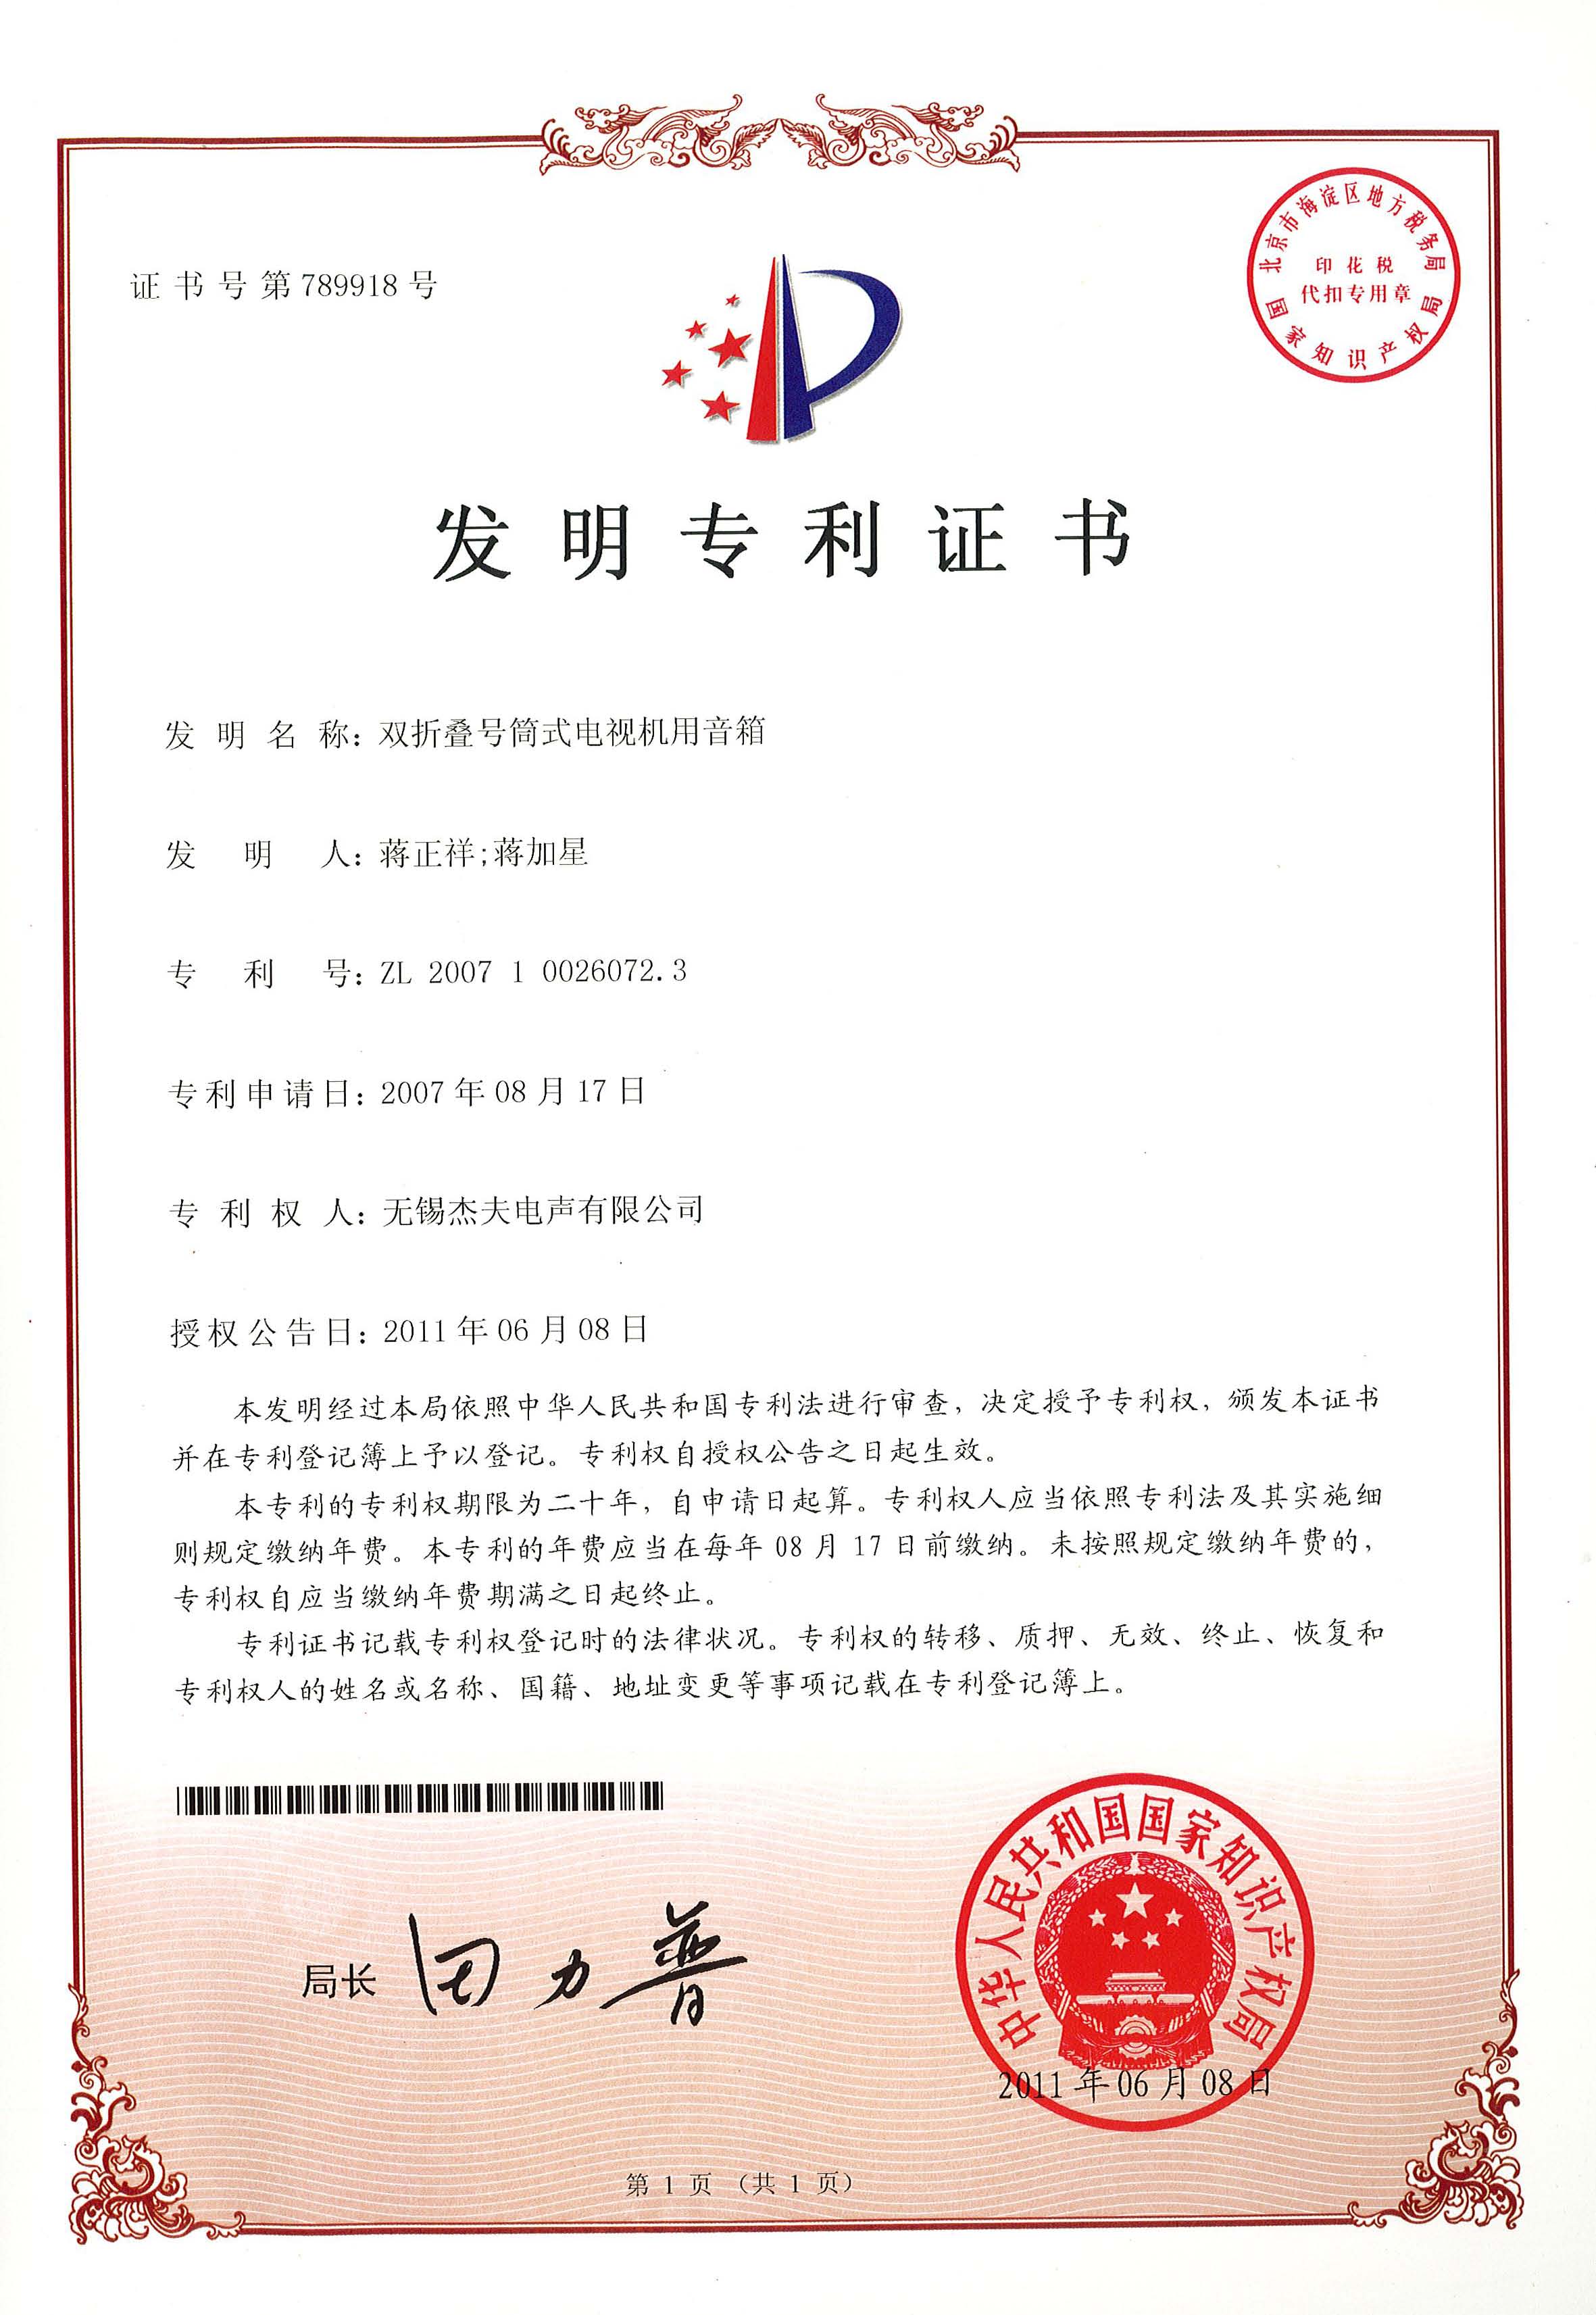 证书号第789918号
北京市海淀区地方税务局
印花税
代扣专用章
国家知识产权局
发明专利证书
发明名称：双折叠号筒式电视机用音箱
发明人：蒋正祥;蒋加星
专利号：ZL 2007 1 0026072.3
专利申请日：2007年08月17日
专利权人：无锡杰夫电声有限公司
授权公告日：2011年06月08日
本发明经过本局依照中华人民共和国专利法进行审查，决定授予专利权，颁发本证书
并在专利登记簿上予以登记。专利权自授权公告之日起生效。
本专利的专利权期限为二十年，自申请日起算。专利权人应当依照专利法及其实施细
则规定缴纳年费。本专利的年费应当在每年 08 月 17 日前缴纳。未按照规定缴纳年费的，
专利权自应当缴纳年费期满之日起终止。
专利证书记载专利权登记时的法律状况。专利权的转移、质押、无效、终止、恢复和
专利权人的姓名或名称、国籍、地址变更等事项记载在专利登记簿上。
局长 田力普
中华人民共和国国家知识产权局
2011年06月08日
第 1 页 （共 1 页）